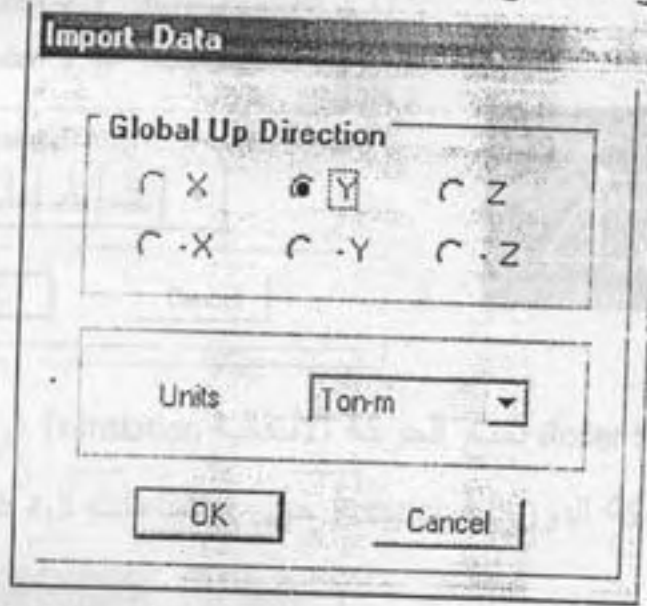 Import Data
Global Up Direction
X Y Z
-X -Y -Z
Units Ton-m
OK Cancel